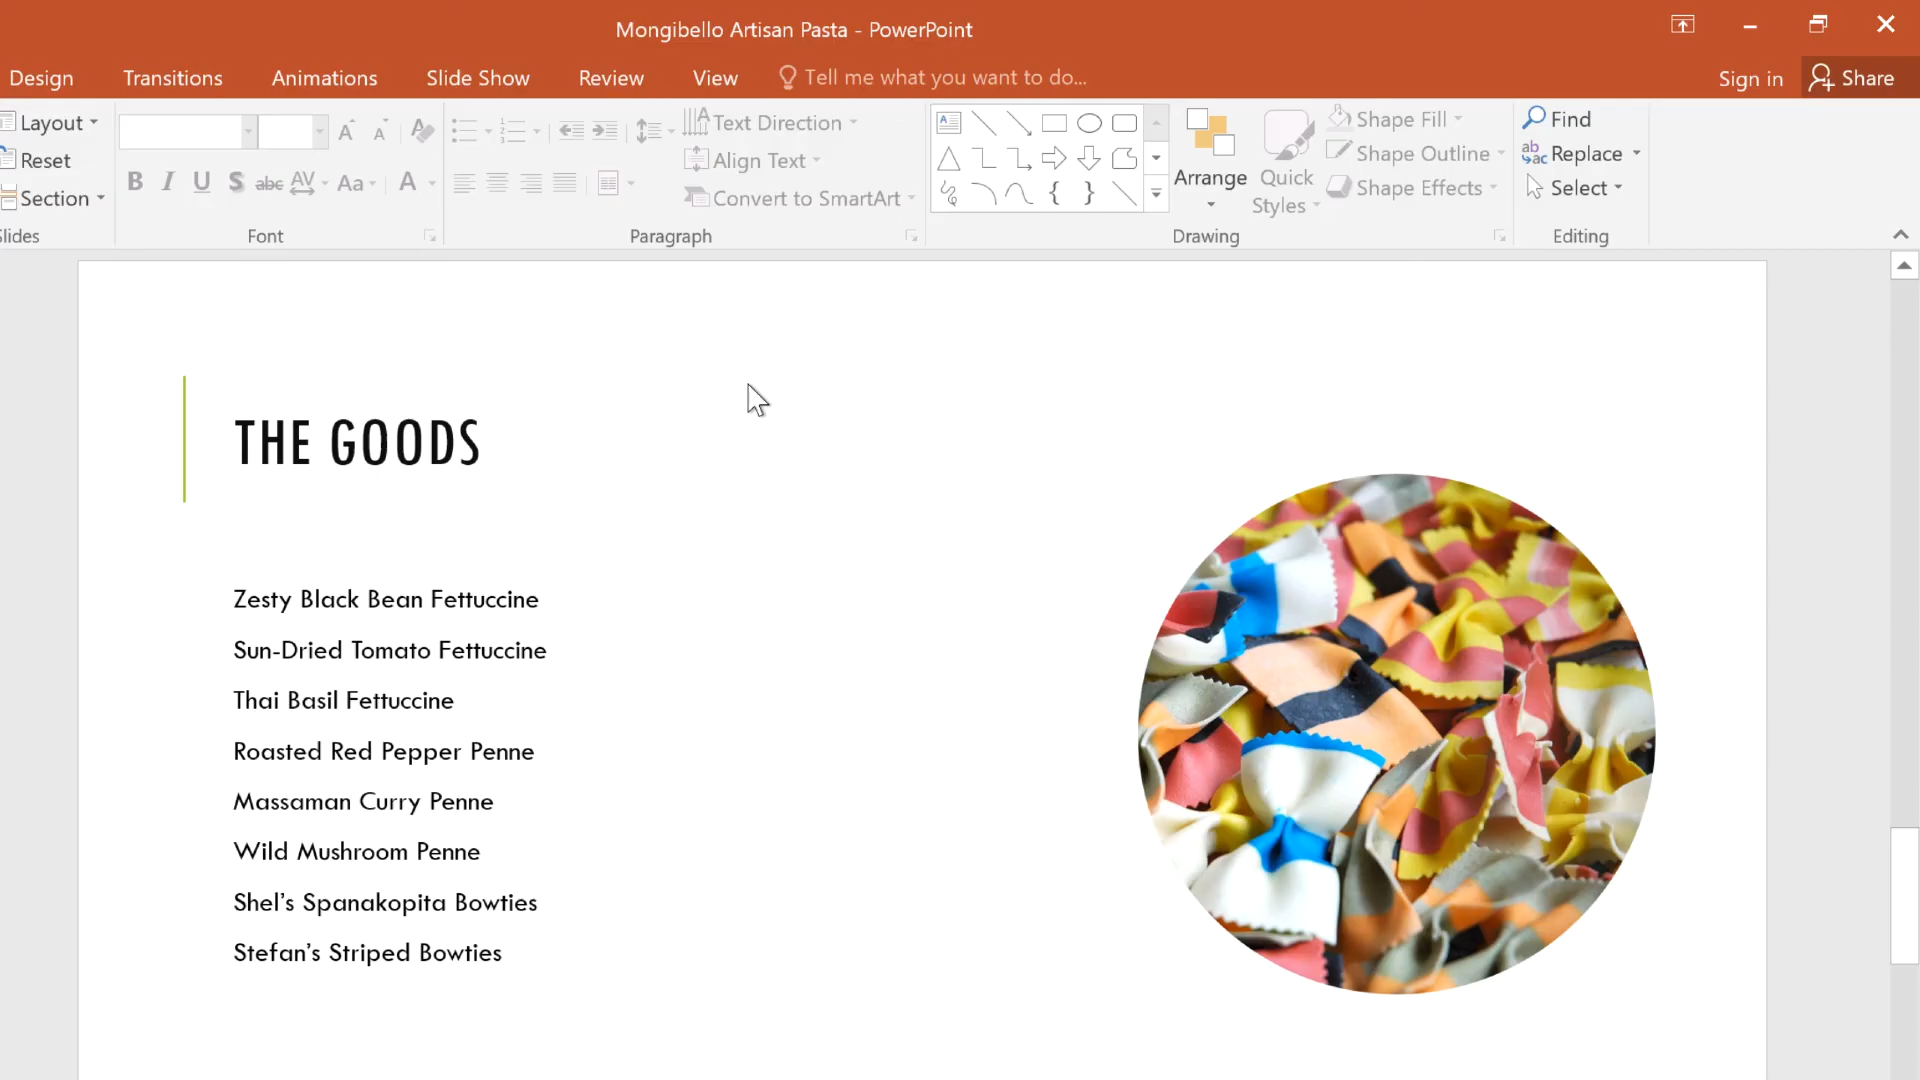 Mongibello Artisan Pasta - PowerPoint
Design Transitions Animations Slide Show Review View Tell me what you want to do... Sign in Share
Layout Text Direction Shape Fill Find
Reset Align Text Arrange Quick Styles Shape Outline Replace
Section B I U S abc AV Aa A Convert to SmartArt Shape Effects Select
Font Paragraph Drawing Editing
THE GOODS
Zesty Black Bean Fettuccine
Sun-Dried Tomato Fettuccine
Thai Basil Fettuccine
Roasted Red Pepper Penne
Massaman Curry Penne
Wild Mushroom Penne
Shel's Spanakopita Bowties
Stefan's Striped Bowties